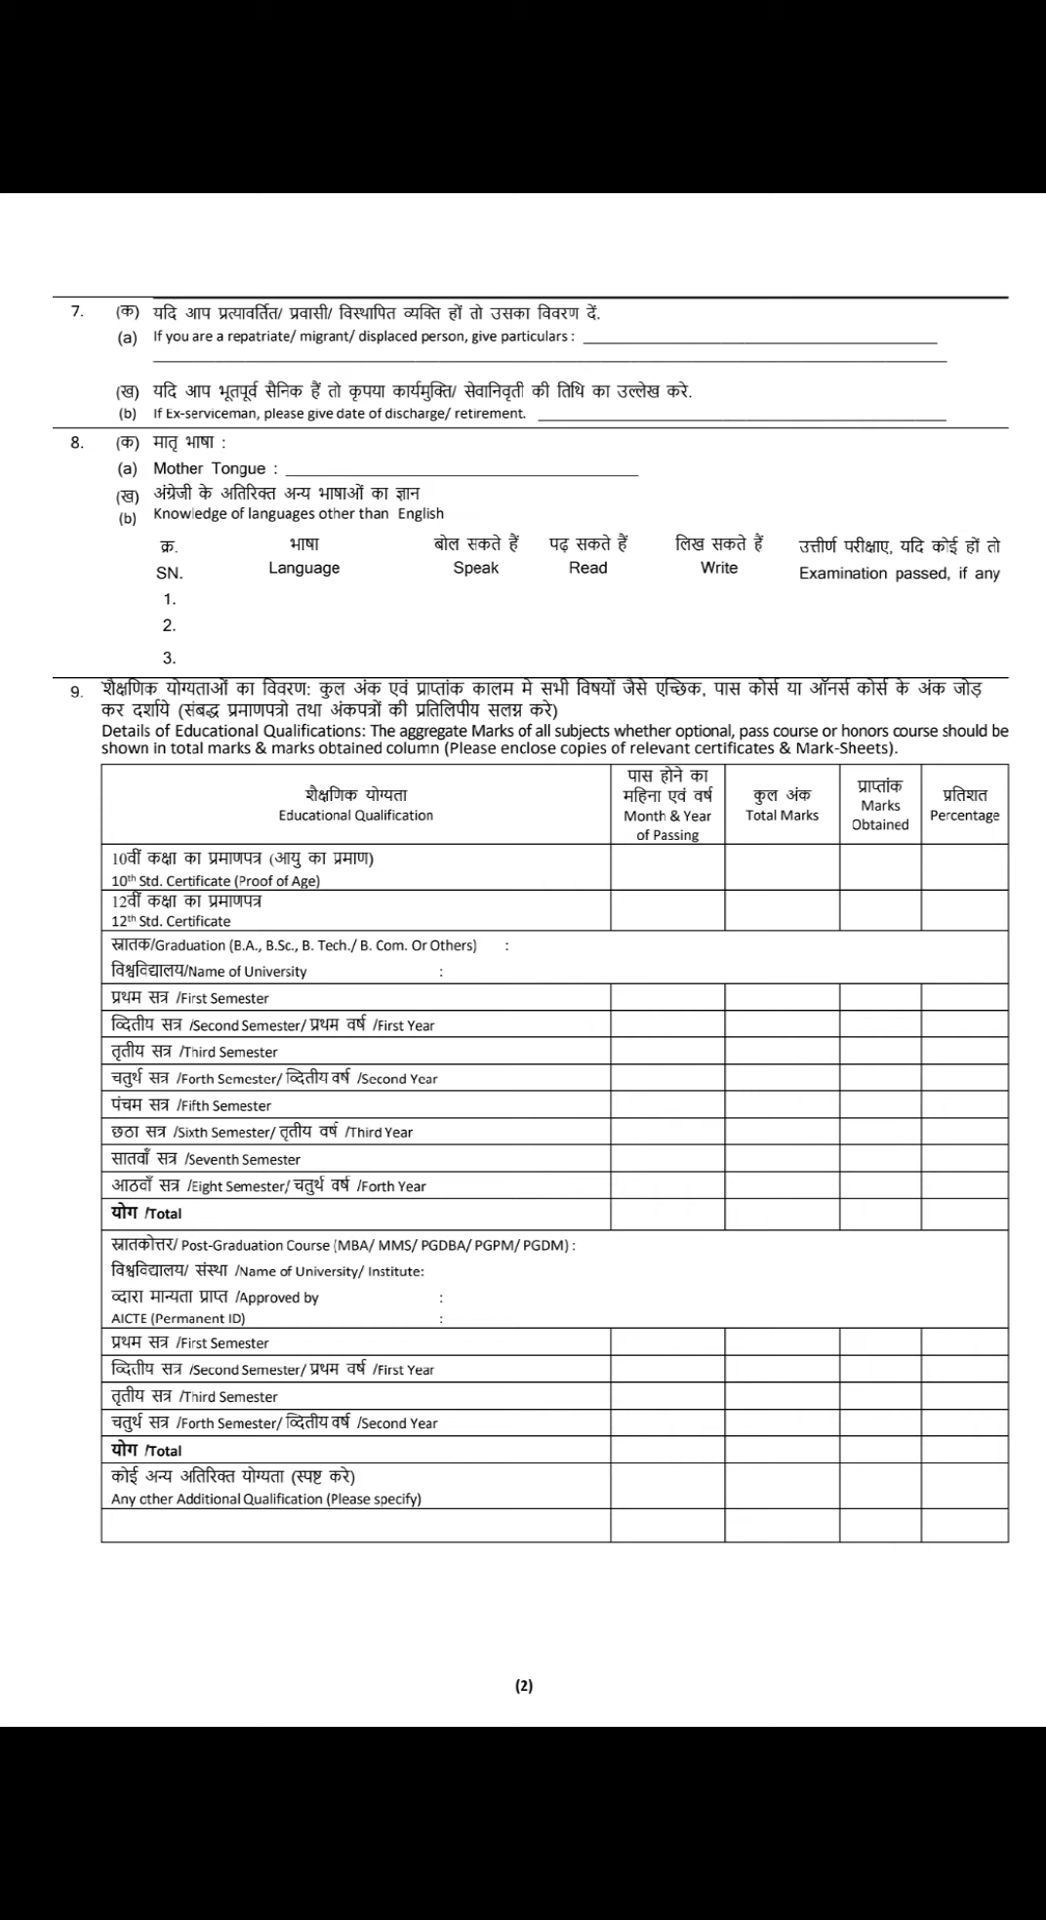 7. (क) यदि आप प्रत्यावर्तित/ प्रवासी/ विस्थापित व्यक्ति हों तो उसका विवरण दें.
(a) If you are a repatriate/ migrant/ displaced person, give particulars :
(ख) यदि आप भूतपूर्व सैनिक हैं तो कृपया कार्यमुक्ति/ सेवानिवृती की तिथि का उल्लेख करे.
(b) If Ex-serviceman, please give date of discharge/ retirement.
8. (क) मातृ भाषा :
(a) Mother Tongue :
(ख) अंग्रेजी के अतिरिक्त अन्य भाषाओं का ज्ञान
(b) Knowledge of languages other than English
क्र. भाषा बोल सकते हैं पढ़ सकते हैं लिख सकते हैं उत्तीर्ण परीक्षाए, यदि कोई हों तो
SN. Language Speak Read Write Examination passed, if any
1.
2.
3.
9. शैक्षणिक योग्यताओं का विवरण: कुल अंक एवं प्राप्तांक कालम मे सभी विषयों जैसे एच्छिक, पास कोर्स या ऑनर्स कोर्स के अंक जोड़
कर दर्शाये (संबद्ध प्रमाणपत्रो तथा अंकपत्रों की प्रतिलिपीय सलग्न करे)
Details of Educational Qualifications: The aggregate Marks of all subjects whether optional, pass course or honors course should be
shown in total marks & marks obtained column (Please enclose copies of relevant certificates & Mark-Sheets).
शैक्षणिक योग्यता
Educational Qualification
पास होने का
महिना एवं वर्ष
Month & Year
of Passing
कुल अंक
Total Marks
प्राप्तांक
Marks
Obtained
प्रतिशत
Percentage
10वीं कक्षा का प्रमाणपत्र (आयु का प्रमाण)
10th Std. Certificate (Proof of Age)
12वीं कक्षा का प्रमाणपत्र
12th Std. Certificate
स्नातक/Graduation (B.A., B.Sc., B. Tech./ B. Com. Or Others) :
विश्वविद्यालय/Name of University :
प्रथम सत्र /First Semester
व्दितीय सत्र /Second Semester/ प्रथम वर्ष /First Year
तृतीय सत्र /Third Semester
चतुर्थ सत्र /Forth Semester/ व्दितीय वर्ष /Second Year
पंचम सत्र /Fifth Semester
छठा सत्र /Sixth Semester/ तृतीय वर्ष /Third Year
सातवाँ सत्र /Seventh Semester
आठवाँ सत्र /Eight Semester/ चतुर्थ वर्ष /Forth Year
योग /Total
स्नातकोत्तर/ Post-Graduation Course (MBA/ MMS/ PGDBA/ PGPM/ PGDM) :
विश्वविद्यालय/ संस्था /Name of University/ Institute:
व्दारा मान्यता प्राप्त /Approved by :
AICTE (Permanent ID) :
प्रथम सत्र /First Semester
व्दितीय सत्र /Second Semester/ प्रथम वर्ष /First Year
तृतीय सत्र /Third Semester
चतुर्थ सत्र /Forth Semester/ व्दितीय वर्ष /Second Year
योग /Total
कोई अन्य अतिरिक्त योग्यता (स्पष्ट करे)
Any other Additional Qualification (Please specify)
(2)